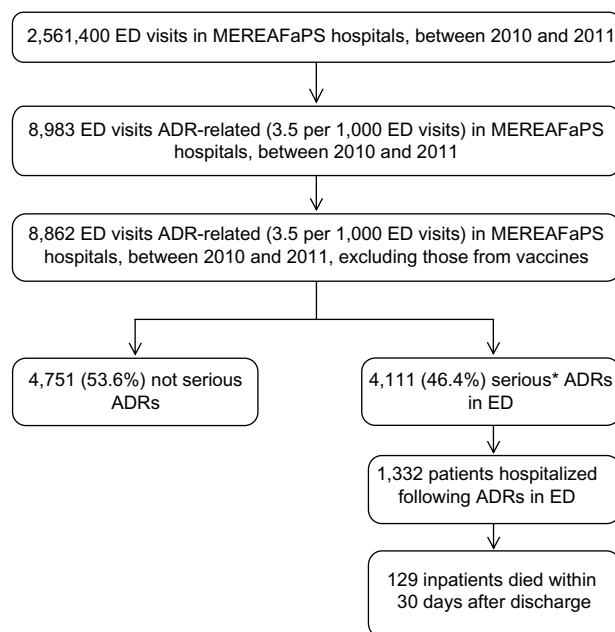 2,561,400 ED visits in MEREAFaPS hospitals, between 2010 and 2011
8,983 ED visits ADR-related (3.5 per 1,000 ED visits) in MEREAFaPS
hospitals, between 2010 and 2011
8,862 ED visits ADR-related (3.5 per 1,000 ED visits) in MEREAFaPS
hospitals, between 2010 and 2011, excluding those from vaccines
4,751 (53.6%) not serious
ADRs
4,111 (46.4%) serious* ADRs
in ED
1,332 patients hospitalized
following ADRs in ED
129 inpatients died within
30 days after discharge